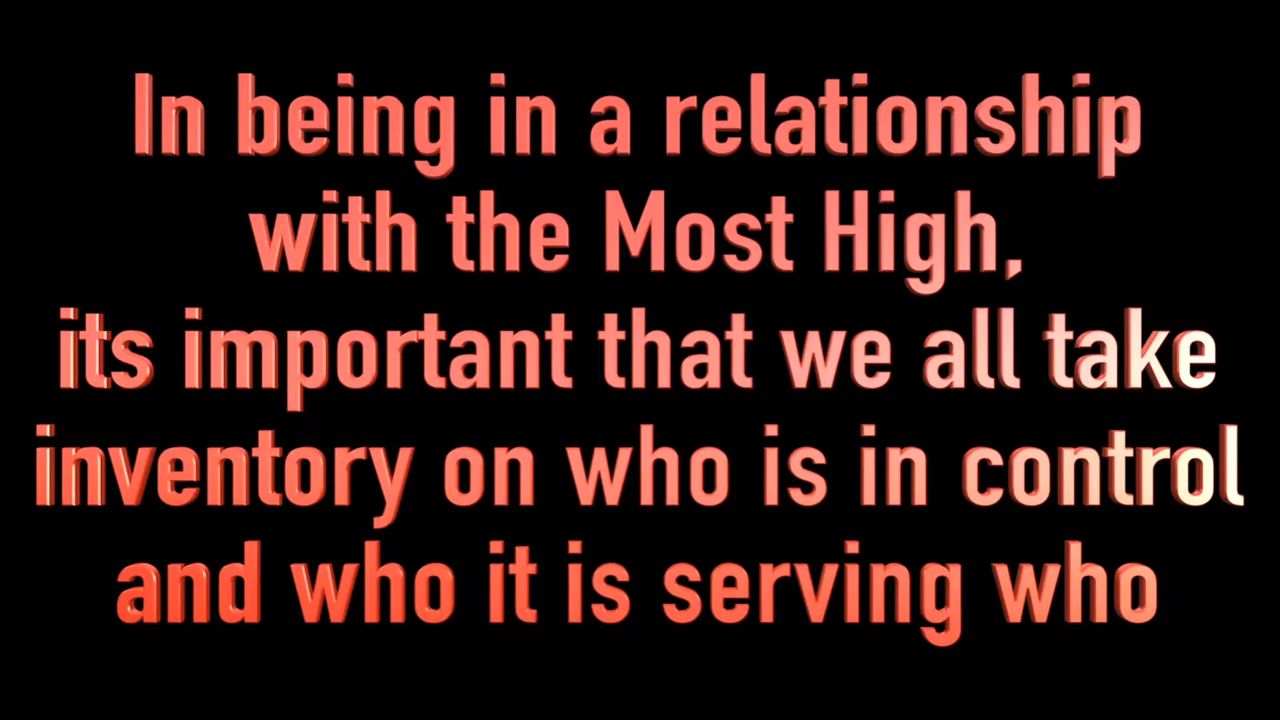 In being in a relationship
with the Most High,
its important that we all take
inventory on who is in control
and who it is serving who